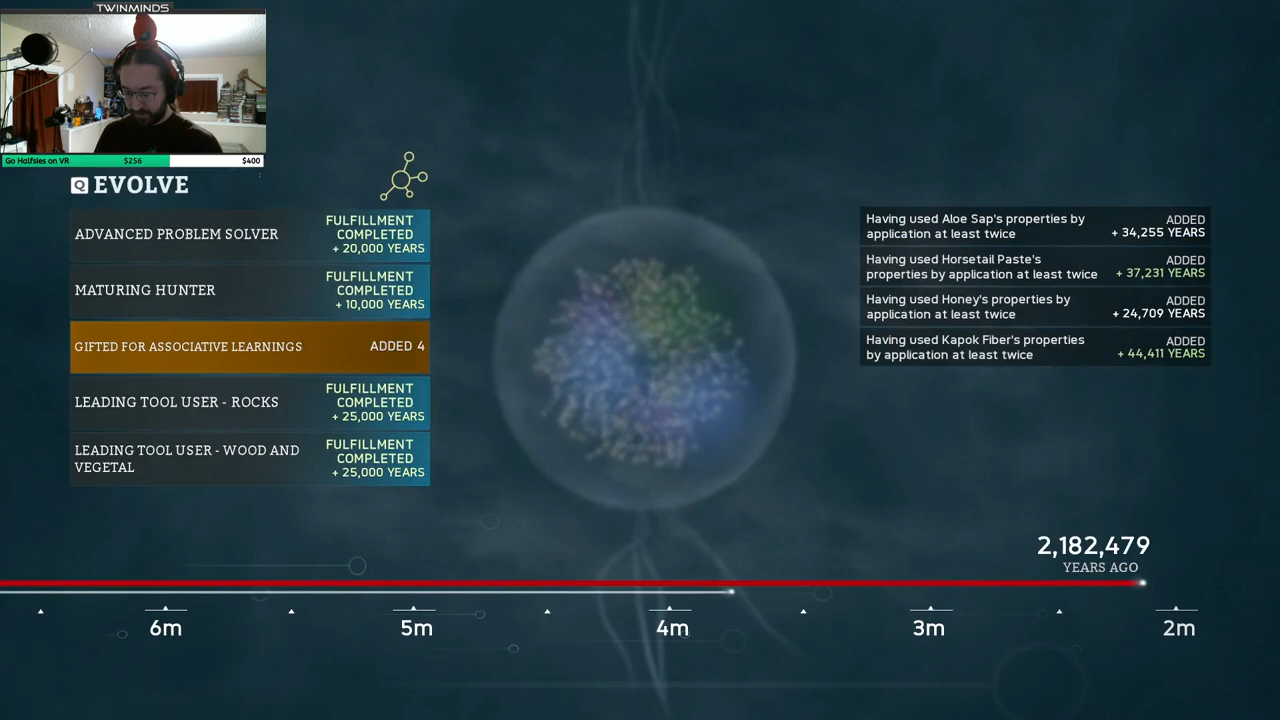 TWINMINDS
Go Halfsies on VR $256 $400
Q EVOLVE
ADVANCED PROBLEM SOLVER
FULFILLMENT
COMPLETED
+ 20,000 YEARS
MATURING HUNTER
FULFILLMENT
COMPLETED
+ 10,000 YEARS
GIFTED FOR ASSOCIATIVE LEARNINGS
ADDED 4
LEADING TOOL USER - ROCKS
FULFILLMENT
COMPLETED
+ 25,000 YEARS
LEADING TOOL USER - WOOD AND
VEGETAL
FULFILLMENT
COMPLETED
+ 25,000 YEARS
Having used Aloe Sap's properties by
application at least twice
ADDED
+ 34,255 YEARS
Having used Horsetail Paste's
properties by application at least twice
ADDED
+ 37,231 YEARS
Having used Honey's properties by
application at least twice
ADDED
+ 24,709 YEARS
Having used Kapok Fiber's properties
by application at least twice
ADDED
+ 44,411 YEARS
2,182,479
YEARS AGO
6m 5m 4m 3m 2m